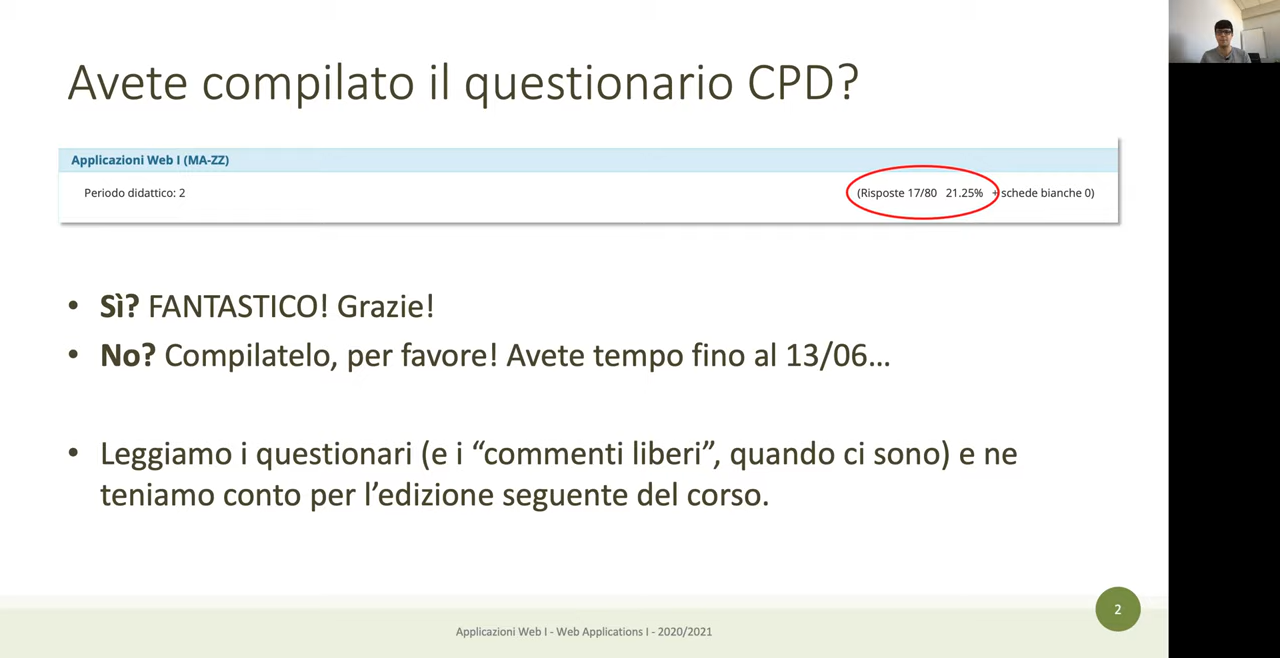 Avete compilato il questionario CPD?
Applicazioni Web I (MA-ZZ)
Periodo didattico: 2 (Risposte 17/80 21.25% + schede bianche 0)
• Sì? FANTASTICO! Grazie!
• No? Compilatelo, per favore! Avete tempo fino al 13/06…
• Leggiamo i questionari (e i “commenti liberi”, quando ci sono) e ne
teniamo conto per l’edizione seguente del corso.
2
Applicazioni Web I - Web Applications I - 2020/2021